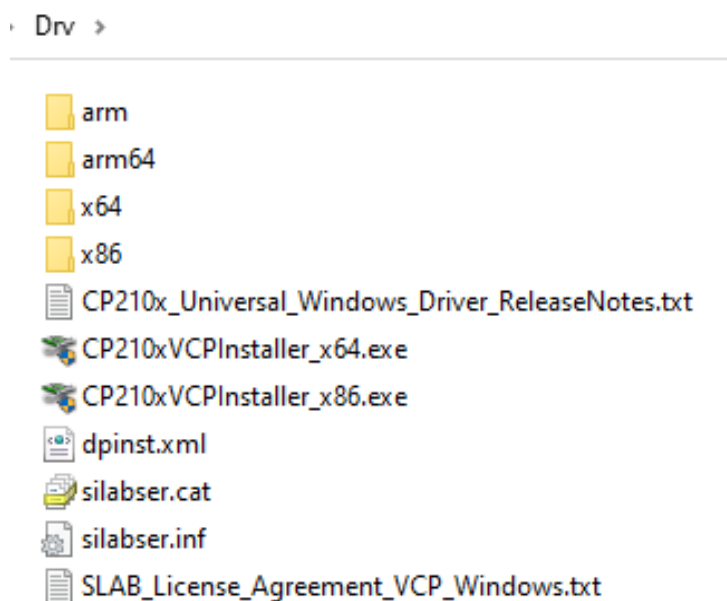 Drv
arm
arm64
x64
x86
CP210x_Universal_Windows_Driver_ReleaseNotes.txt
CP210xVCPInstaller_x64.exe
CP210xVCPInstaller_x86.exe
dpinst.xml
silabser.cat
silabser.inf
SLAB_License_Agreement_VCP_Windows.txt